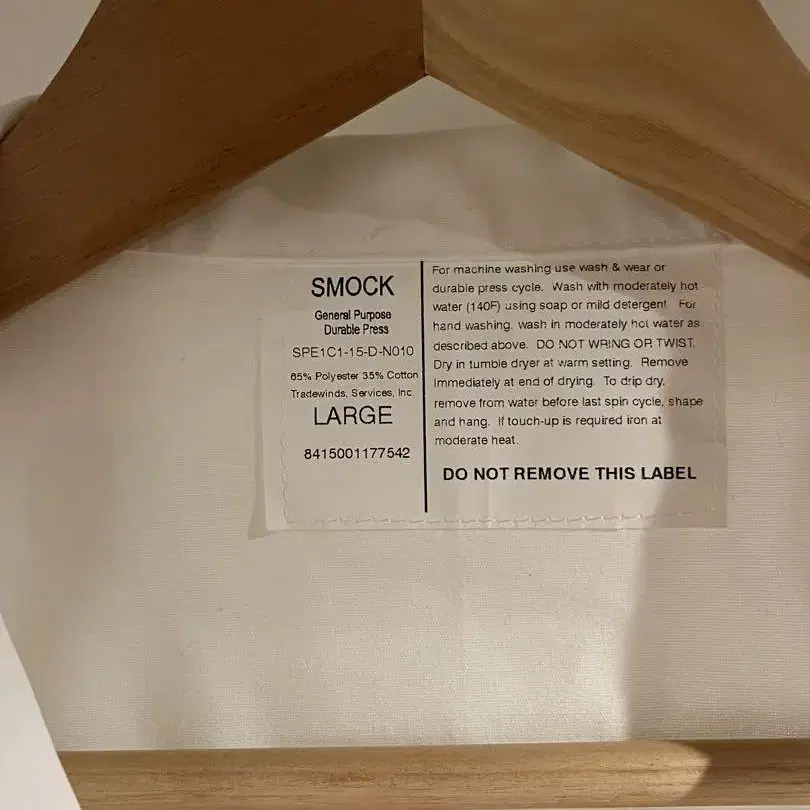 SMOCK
General Purpose
Durable Press
SPE1C1-15-D-N010
65% Polyester 35% Cotton
Tradewinds, Services, Inc.
LARGE
8415001177542
For machine washing use wash & wear or
durable press cycle. Wash with moderately hot
water (140F) using soap or mild detergent. For
hand washing, wash in moderately hot water as
described above. DO NOT WRING OR TWIST.
Dry in tumble dryer at warm setting. Remove
immediately at end of drying. To drip dry,
remove from water before last spin cycle, shape
and hang. If touch-up is required iron at
moderate heat.
DO NOT REMOVE THIS LABEL